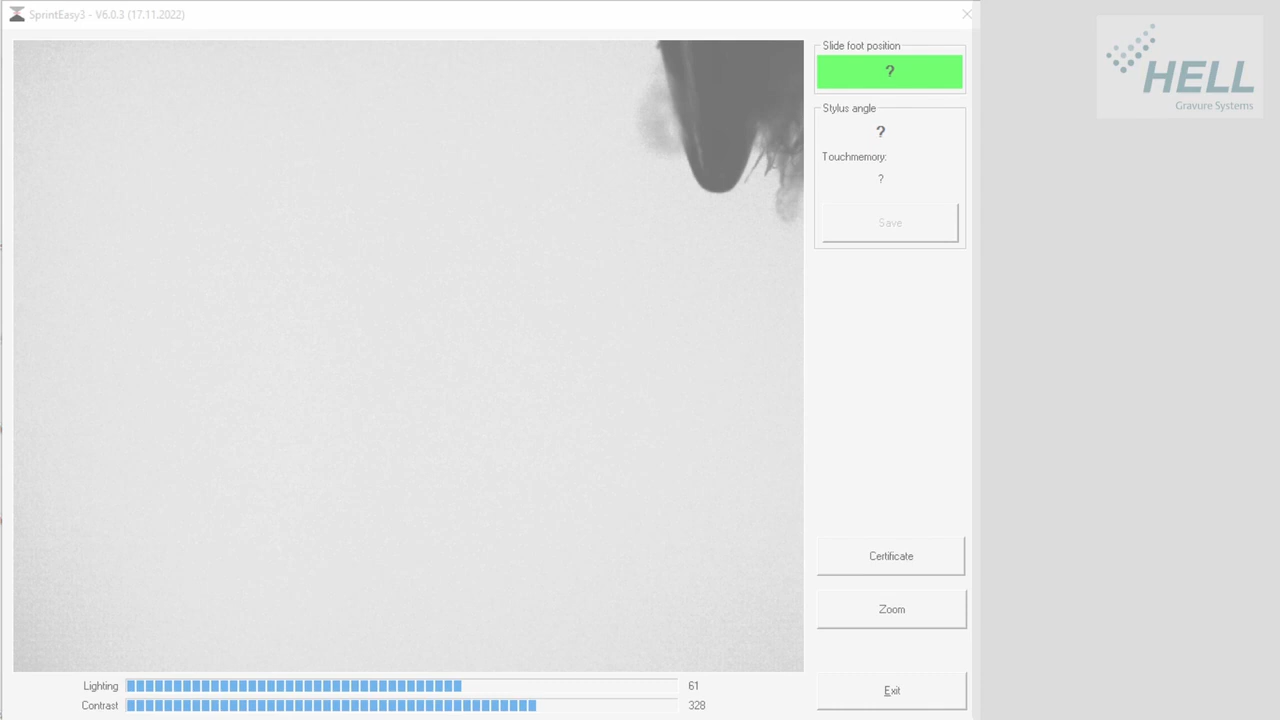 SprintEasy3 - V6.0.3 (17.11.2022)
Slide foot position
?
Stylus angle
?
Touchmemory:
?
Save
Certificate
Zoom
Exit
Lighting 61
Contrast 328
HELL
Gravure Systems